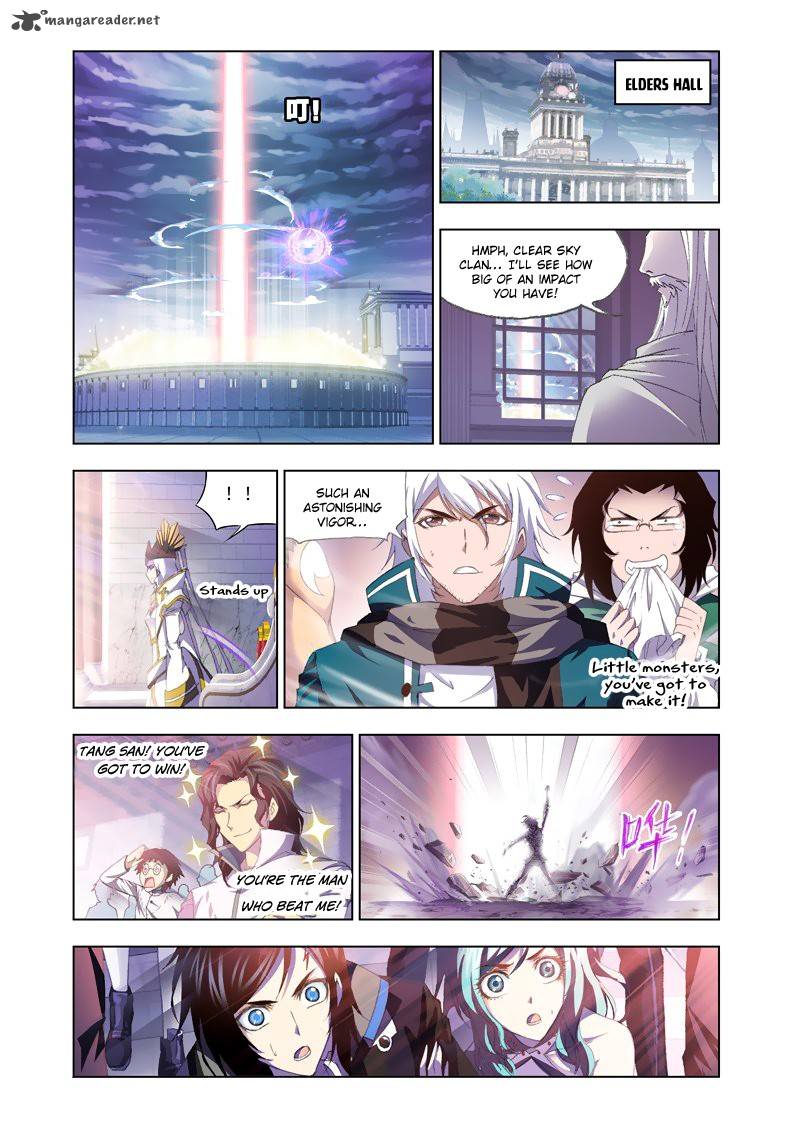 mangareader.net
叮!
ELDERS HALL
HMPH, CLEAR SKY
CLAN... I'LL SEE HOW
BIG OF AN IMPACT
YOU HAVE!
! !
Stands up
SUCH AN
ASTONISHING
VIGOR...
Little monsters,
you've got to
make it!
TANG SAN! YOU'VE
GOT TO WIN!
YOU'RE THE MAN
WHO BEAT ME!
哗!